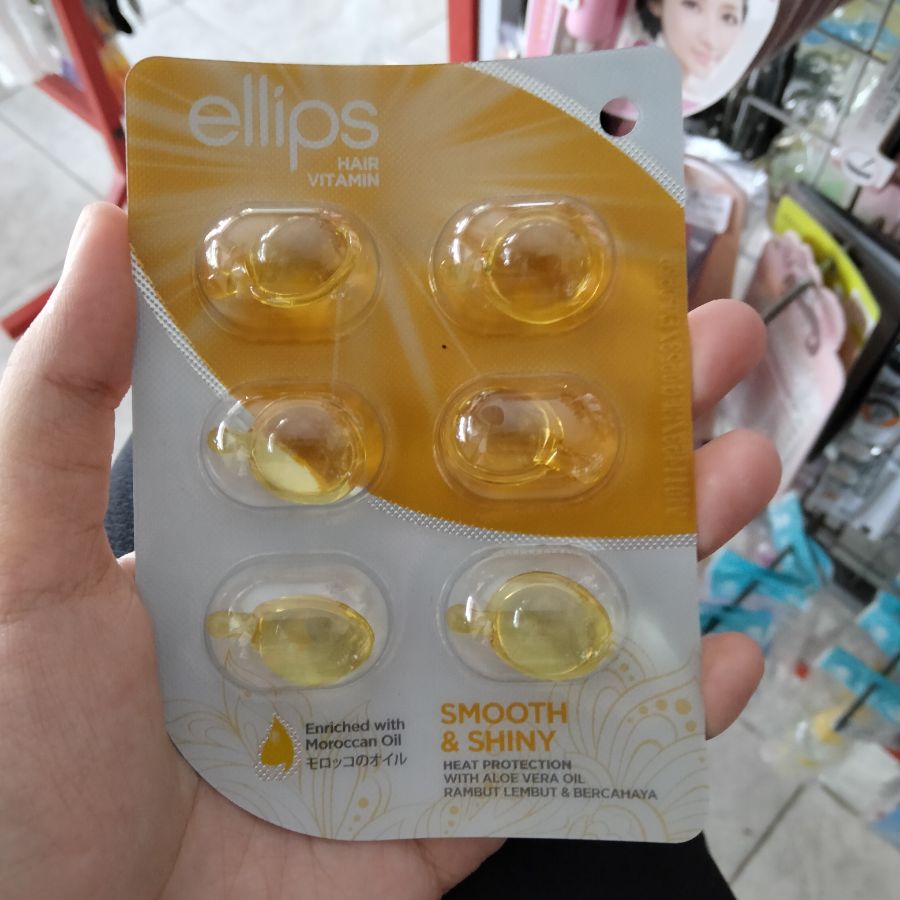 ellips
HAIR
VITAMIN
Enriched with
Moroccan Oil
モロッコのオイル
SMOOTH
& SHINY
HEAT PROTECTION
WITH ALOE VERA OIL
RAMBUT LEMBUT & BERCAHAYA